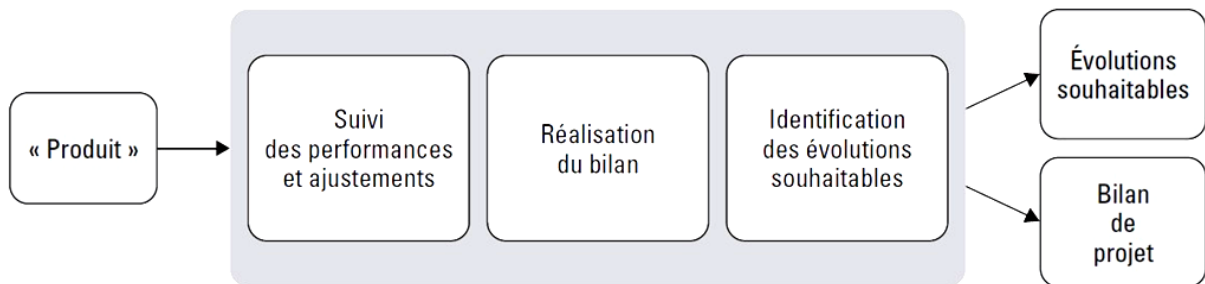 « Produit »
Suivi
des performances
et ajustements
Réalisation
du bilan
Identification
des évolutions
souhaitables
Évolutions
souhaitables
Bilan
de
projet